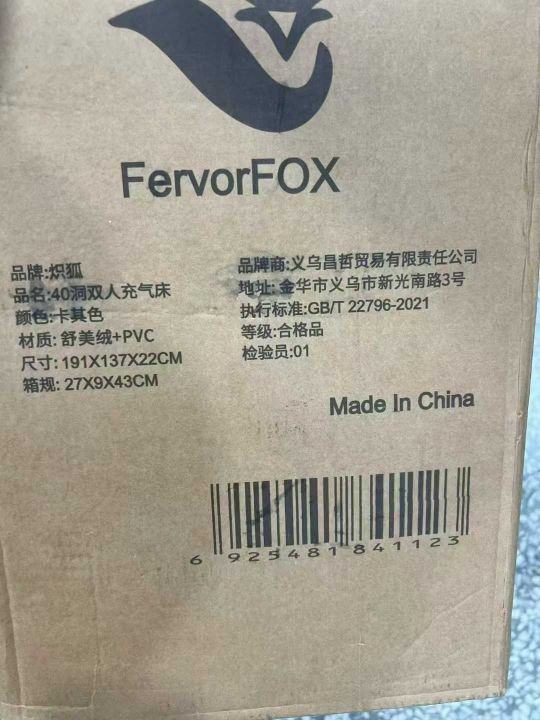 FervorFOX
品牌:炽狐
品名:40洞双人充气床
颜色:卡其色
材质: 舒美绒+PVC
尺寸: 191X137X22CM
箱规: 27X9X43CM
品牌商:义乌昌哲贸易有限责任公司
地址: 金华市义乌市新光南路3号
执行标准:GB/T 22796-2021
等级:合格品
检验员:01
Made In China
6 925481 841123